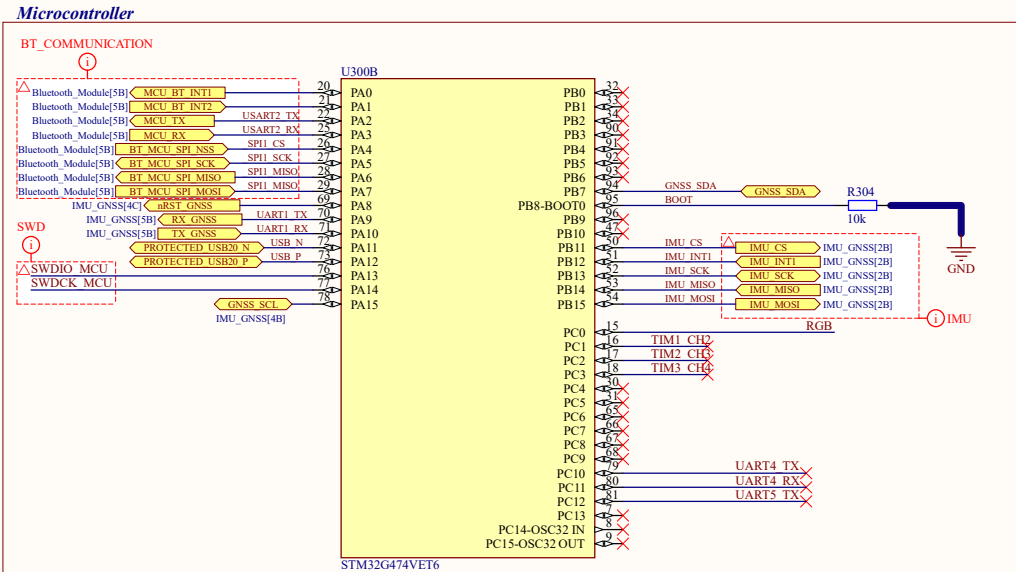 Microcontroller
BT_COMMUNICATION
U300B
Bluetooth_Module[5B] MCU_BT_INT1 20 PA0 PB0 32
Bluetooth_Module[5B] MCU_BT_INT2 21 PA1 PB1 33
Bluetooth_Module[5B] MCU_TX USART2_TX 22 PA2 PB2 34
Bluetooth_Module[5B] MCU_RX USART2_RX 25 PA3 PB3 90
Bluetooth_Module[5B] BT_MCU_SPI_NSS SPI1_CS 26 PA4 PB4 91
Bluetooth_Module[5B] BT_MCU_SPI_SCK SPI1_SCK 27 PA5 PB5 92
Bluetooth_Module[5B] BT_MCU_SPI_MISO SPI1_MISO 28 PA6 PB6 93
Bluetooth_Module[5B] BT_MCU_SPI_MOSI SPI1_MISO 29 PA7 PB7 94 GNSS_SDA GNSS_SDA
IMU_GNSS[4C] nRST_GNSS 69 PA8 PB8-BOOT0 95 BOOT R304
10k
IMU_GNSS[5B] RX_GNSS UART1_TX 70 PA9 PB9 96
IMU_GNSS[5B] TX_GNSS UART1_RX 71 PA10 PB10 47
SWD
PROTECTED_USB20_N USB_N 72 PA11 PB11 50 IMU_CS IMU_CS IMU_GNSS[2B]
PROTECTED_USB20_P USB_P 73 PA12 PB12 51 IMU_INT1 IMU_INT1 IMU_GNSS[2B]
GND
SWDIO_MCU 76 PA13 PB13 52 IMU_SCK IMU_SCK IMU_GNSS[2B]
SWDCK_MCU 77 PA14 PB14 53 IMU_MISO IMU_MISO IMU_GNSS[2B]
GNSS_SCL 78 PA15 PB15 54 IMU_MOSI IMU_MOSI IMU_GNSS[2B]
IMU_GNSS[4B]
IMU
PC0 15 RGB
PC1 16 TIM1_CH2
PC2 17 TIM2_CH3
PC3 18 TIM3_CH4
PC4 30
PC5 31
PC6 65
PC7 66
PC8 67
PC9 68
PC10 79 UART4_TX
PC11 80 UART4_RX
PC12 81 UART5_TX
PC13 7
PC14-OSC32 IN 8
PC15-OSC32 OUT 9
STM32G474VET6